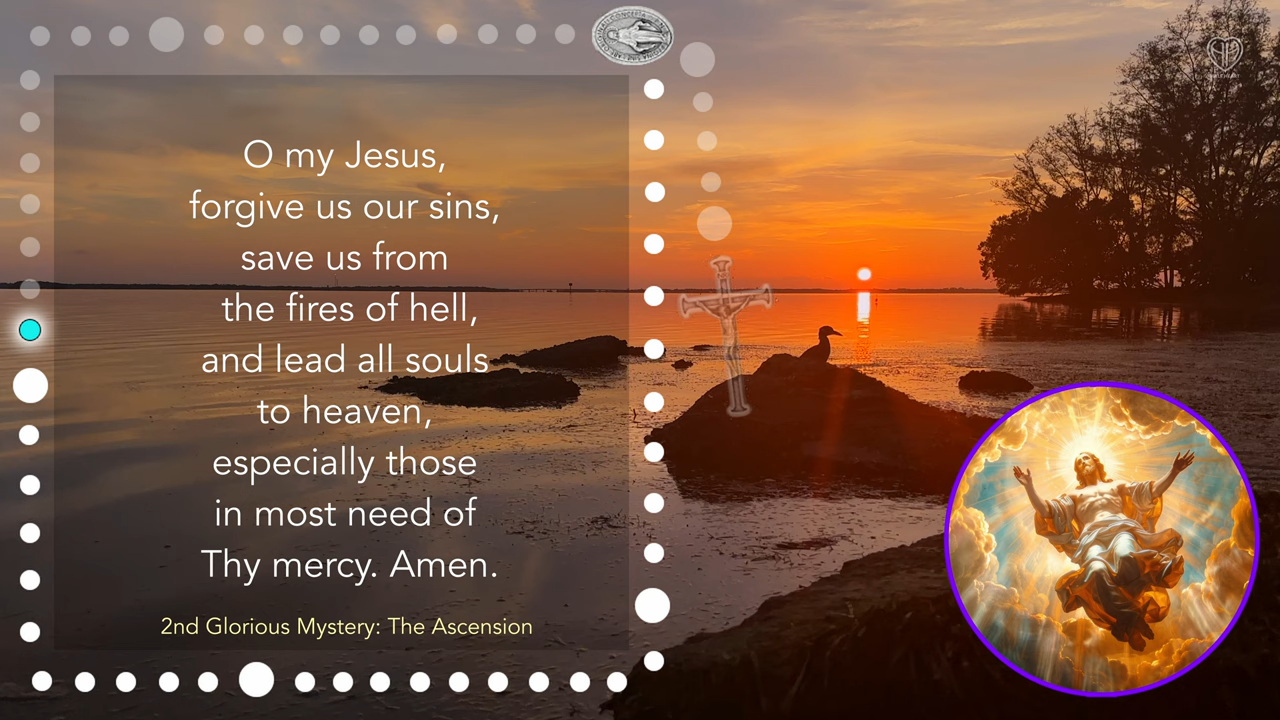 O my Jesus,
forgive us our sins,
save us from
the fires of hell,
and lead all souls
to heaven,
especially those
in most need of
Thy mercy. Amen.
2nd Glorious Mystery: The Ascension